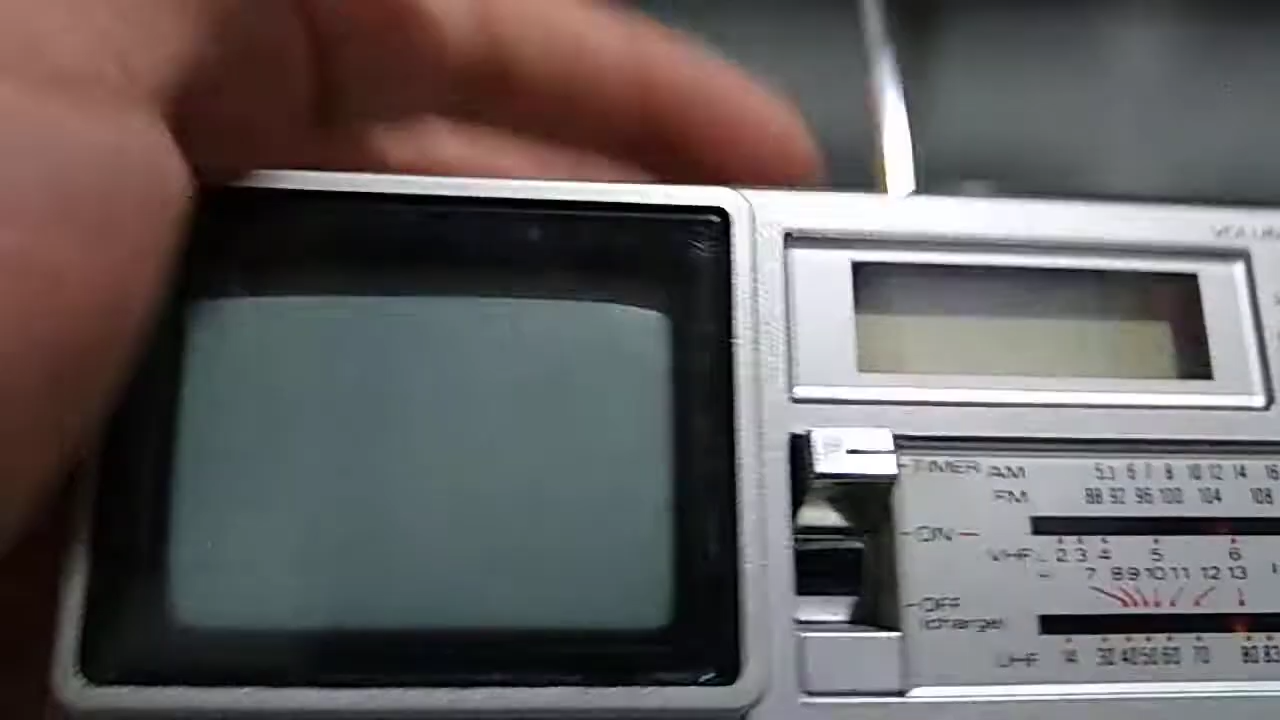 VOLUM
TIMER AM 5.3 6 7 8 10 12 14 16
FM 88 92 96 100 104 108
ON
VHF L 2 3 4 5 6
7 8 9 10 11 12 13
OFF
(charge)
UHF 14 30 40 50 60 70 80 83